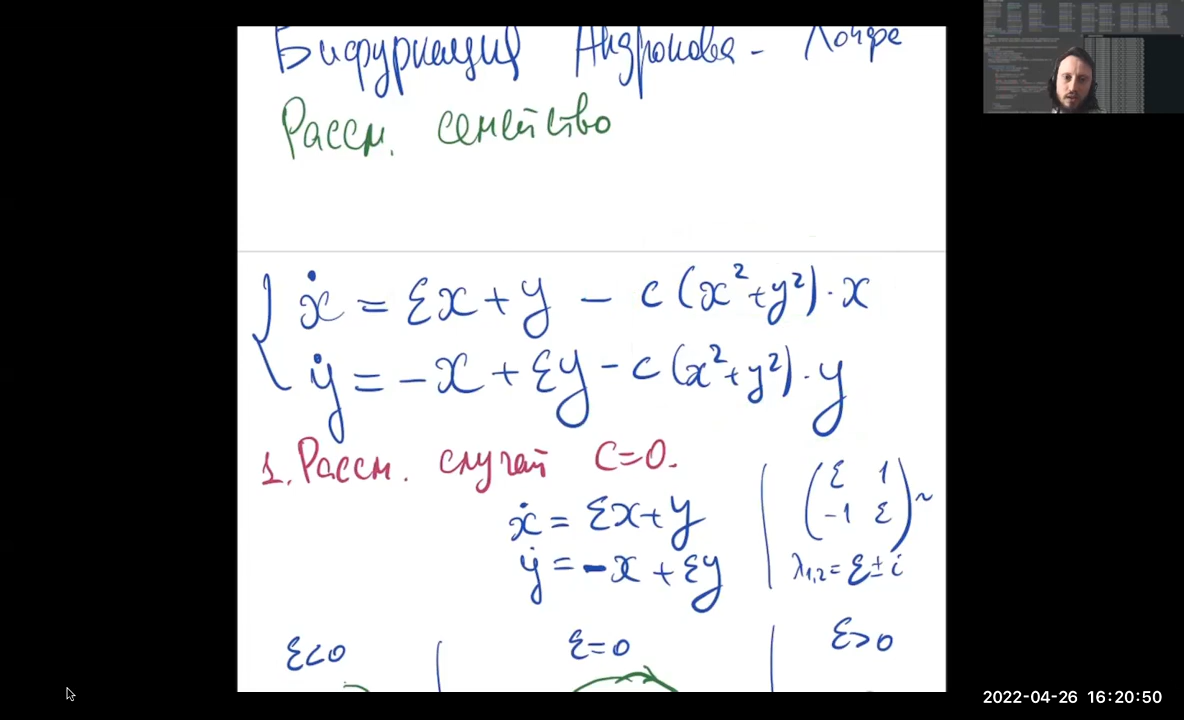 Бифуркация Андронова - Хопфа
Рассм. семейство
ẋ = εx + y - c(x²+y²)·x
ẏ = -x + εy - c(x²+y²)·y
1. Рассм. случай C=0.
ẋ = εx+y
ẏ = -x + εy
(ε 1
-1 ε) ~
λ₁,₂ = ε ± i
ε<0
ε=0
ε>0
2022-04-26 16:20:50